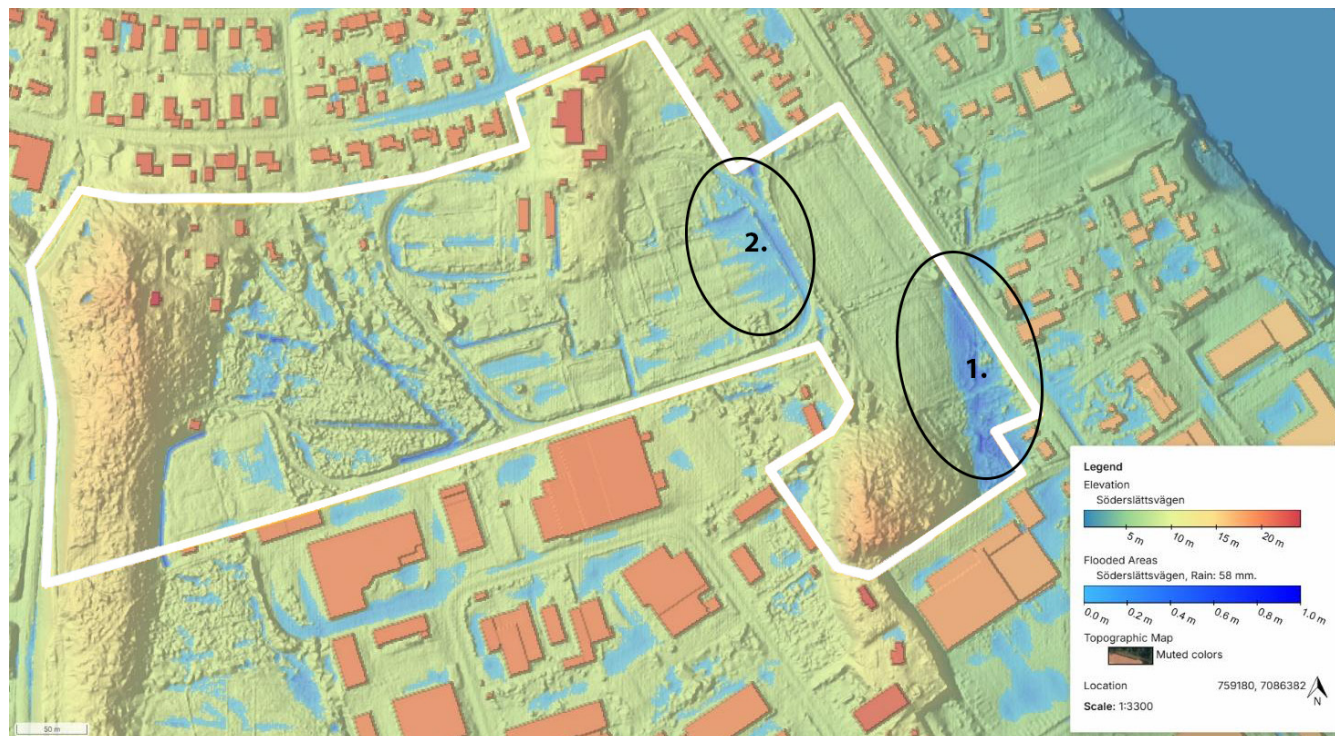 2.
1.
Legend
Elevation
Söderslättsvägen
5 m 10 m 15 m 20 m
Flooded Areas
Söderslättsvägen, Rain: 58 mm.
0.0 m 0.2 m 0.4 m 0.6 m 0.8 m 1.0 m
Topographic Map
Muted colors
Location 759180, 7086382
Scale: 1:3300
N
50 m